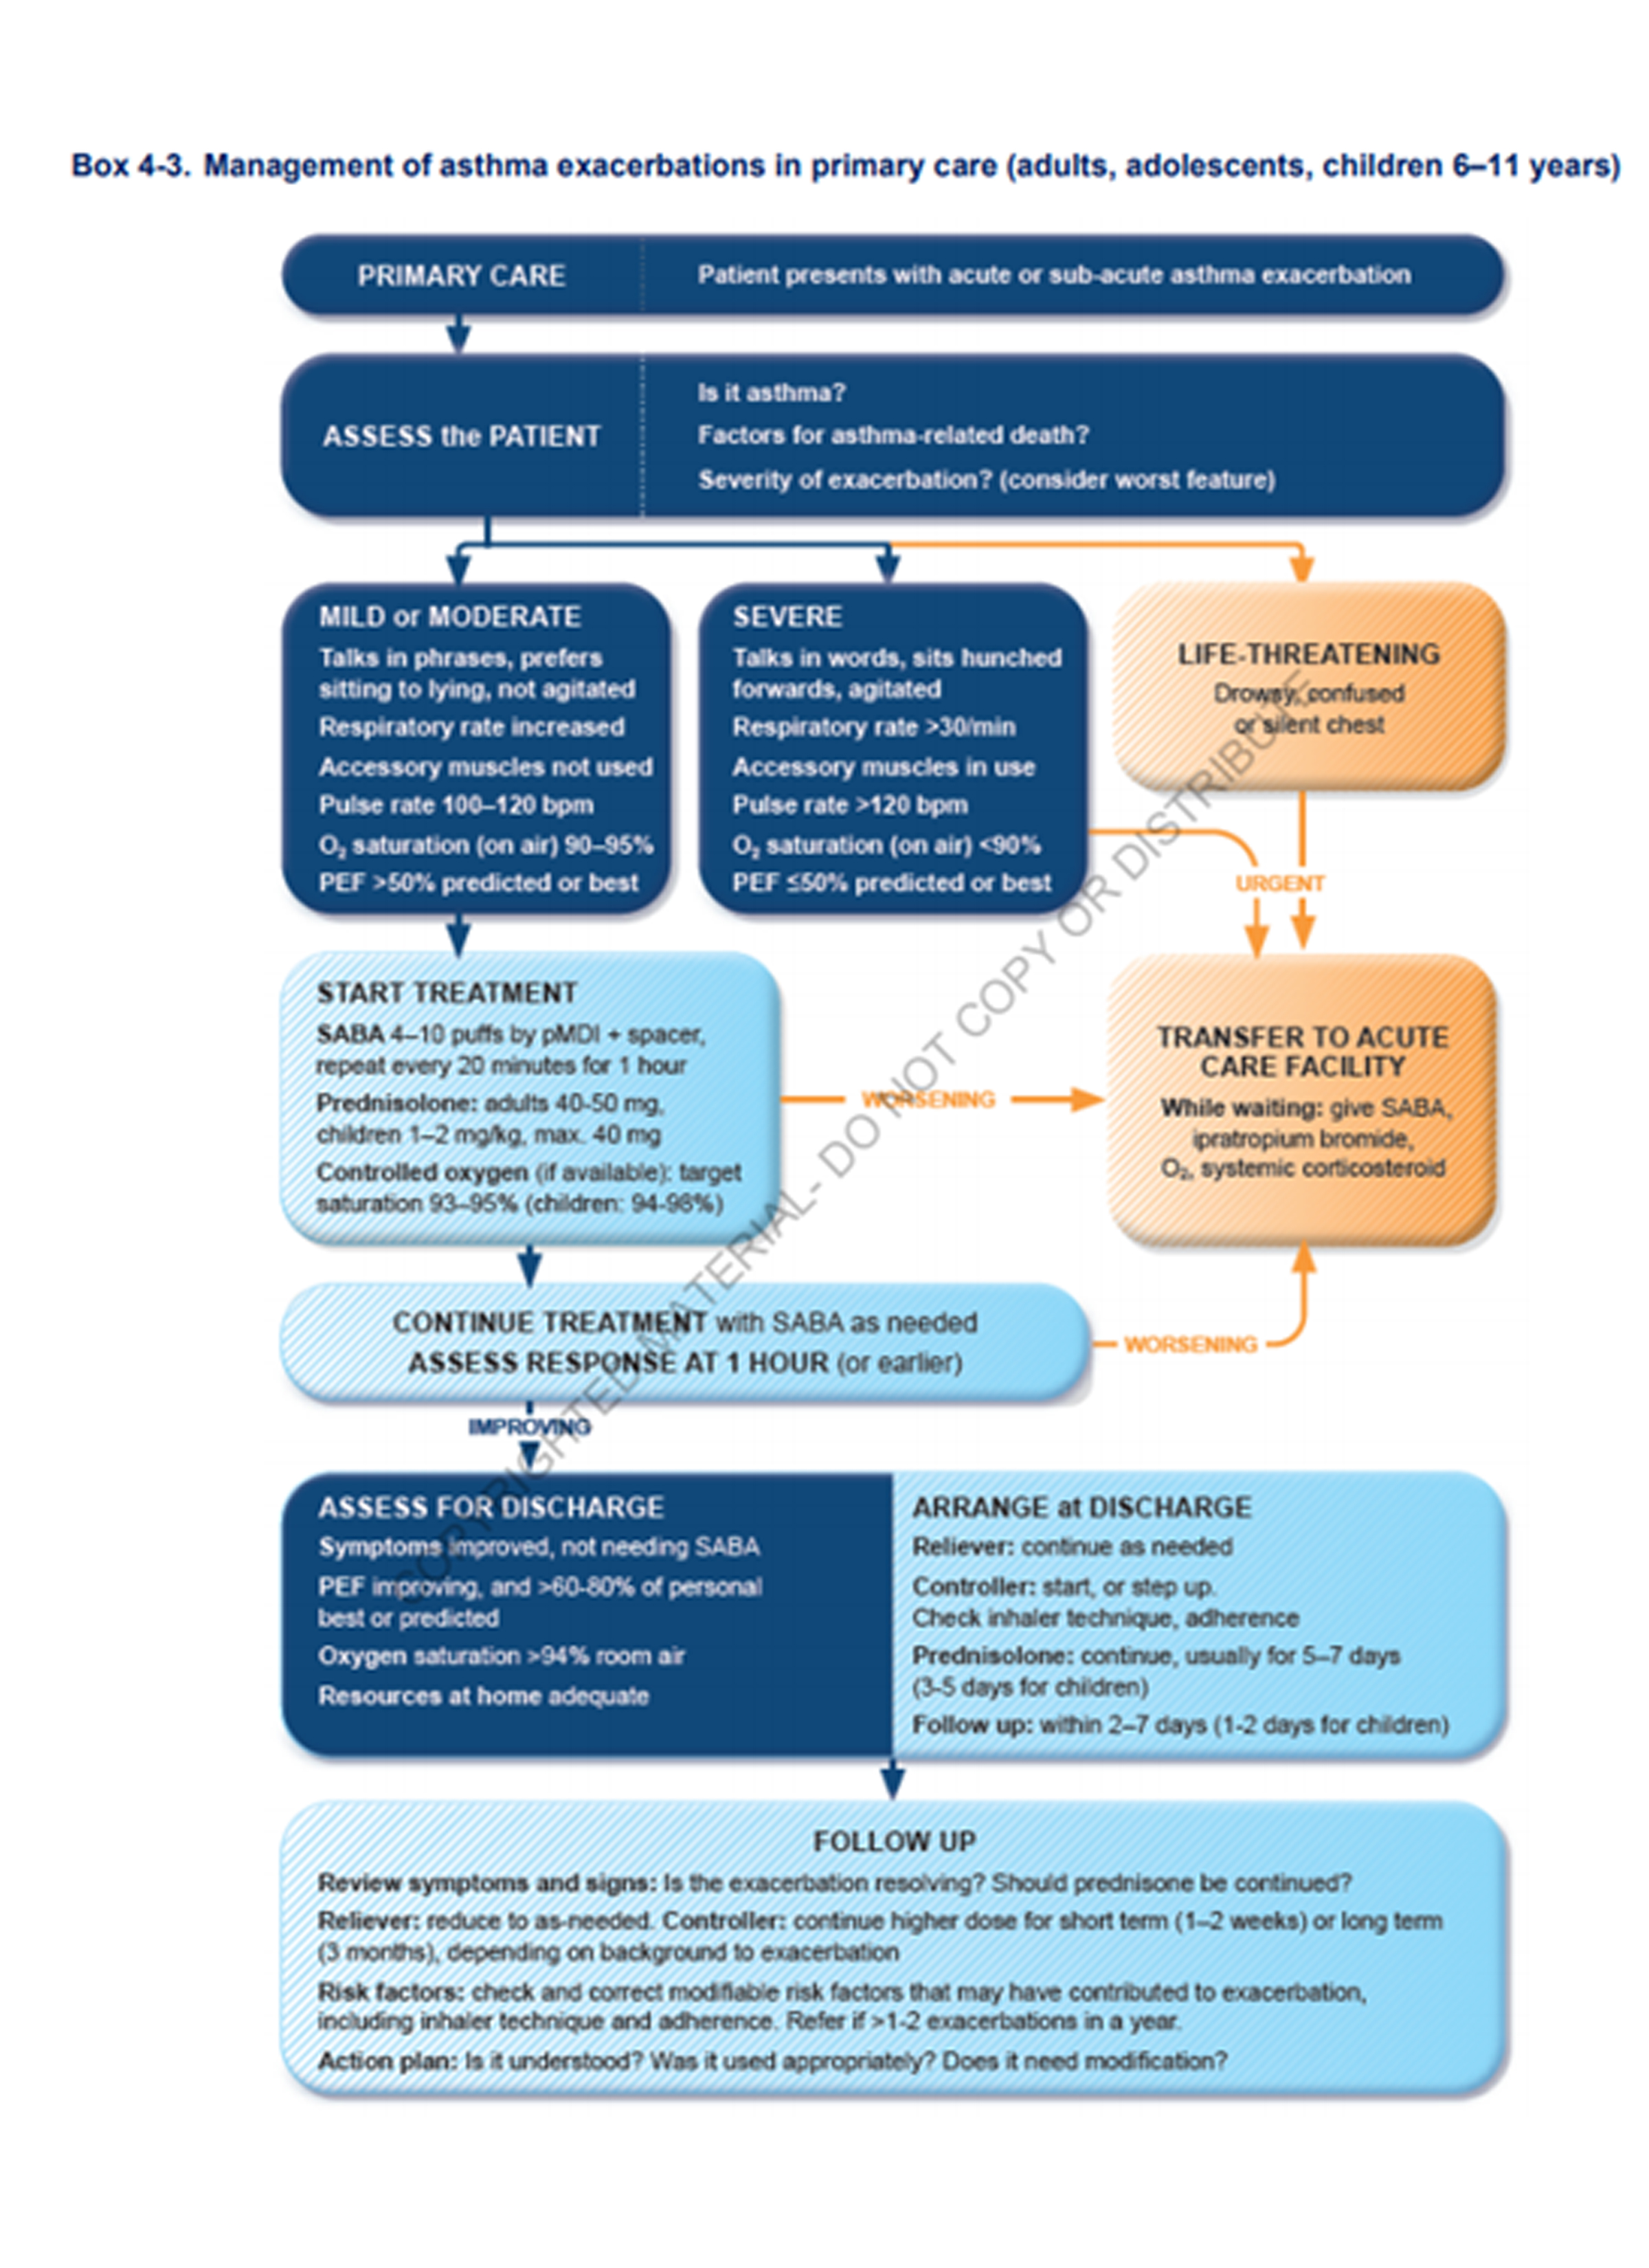 Box 4-3. Management of asthma exacerbations in primary care (adults, adolescents, children 6–11 years)
PRIMARY CARE
Patient presents with acute or sub-acute asthma exacerbation
ASSESS the PATIENT
Is it asthma?
Factors for asthma-related death?
Severity of exacerbation? (consider worst feature)
MILD or MODERATE
Talks in phrases, prefers
sitting to lying, not agitated
Respiratory rate increased
Accessory muscles not used
Pulse rate 100–120 bpm
O₂ saturation (on air) 90–95%
PEF >50% predicted or best
SEVERE
Talks in words, sits hunched
forwards, agitated
Respiratory rate >30/min
Accessory muscles in use
Pulse rate >120 bpm
O₂ saturation (on air) <90%
PEF ≤50% predicted or best
LIFE-THREATENING
Drowsy, confused
or silent chest
URGENT
START TREATMENT
SABA 4–10 puffs by pMDI + spacer,
repeat every 20 minutes for 1 hour
Prednisolone: adults 40-50 mg,
children 1–2 mg/kg, max. 40 mg
Controlled oxygen (if available): target
saturation 93–95% (children: 94-98%)
WORSENING
TRANSFER TO ACUTE
CARE FACILITY
While waiting: give SABA,
ipratropium bromide,
O₂, systemic corticosteroid
CONTINUE TREATMENT with SABA as needed
ASSESS RESPONSE AT 1 HOUR (or earlier)
WORSENING
IMPROVING
ASSESS FOR DISCHARGE
Symptoms improved, not needing SABA
PEF improving, and >60-80% of personal
best or predicted
Oxygen saturation >94% room air
Resources at home adequate
ARRANGE at DISCHARGE
Reliever: continue as needed
Controller: start, or step up.
Check inhaler technique, adherence
Prednisolone: continue, usually for 5–7 days
(3-5 days for children)
Follow up: within 2–7 days (1-2 days for children)
FOLLOW UP
Review symptoms and signs: Is the exacerbation resolving? Should prednisone be continued?
Reliever: reduce to as-needed. Controller: continue higher dose for short term (1–2 weeks) or long term
(3 months), depending on background to exacerbation
Risk factors: check and correct modifiable risk factors that may have contributed to exacerbation,
including inhaler technique and adherence. Refer if >1-2 exacerbations in a year.
Action plan: Is it understood? Was it used appropriately? Does it need modification?
COPYRIGHTED MATERIAL- DO NOT COPY OR DISTRIBUTE